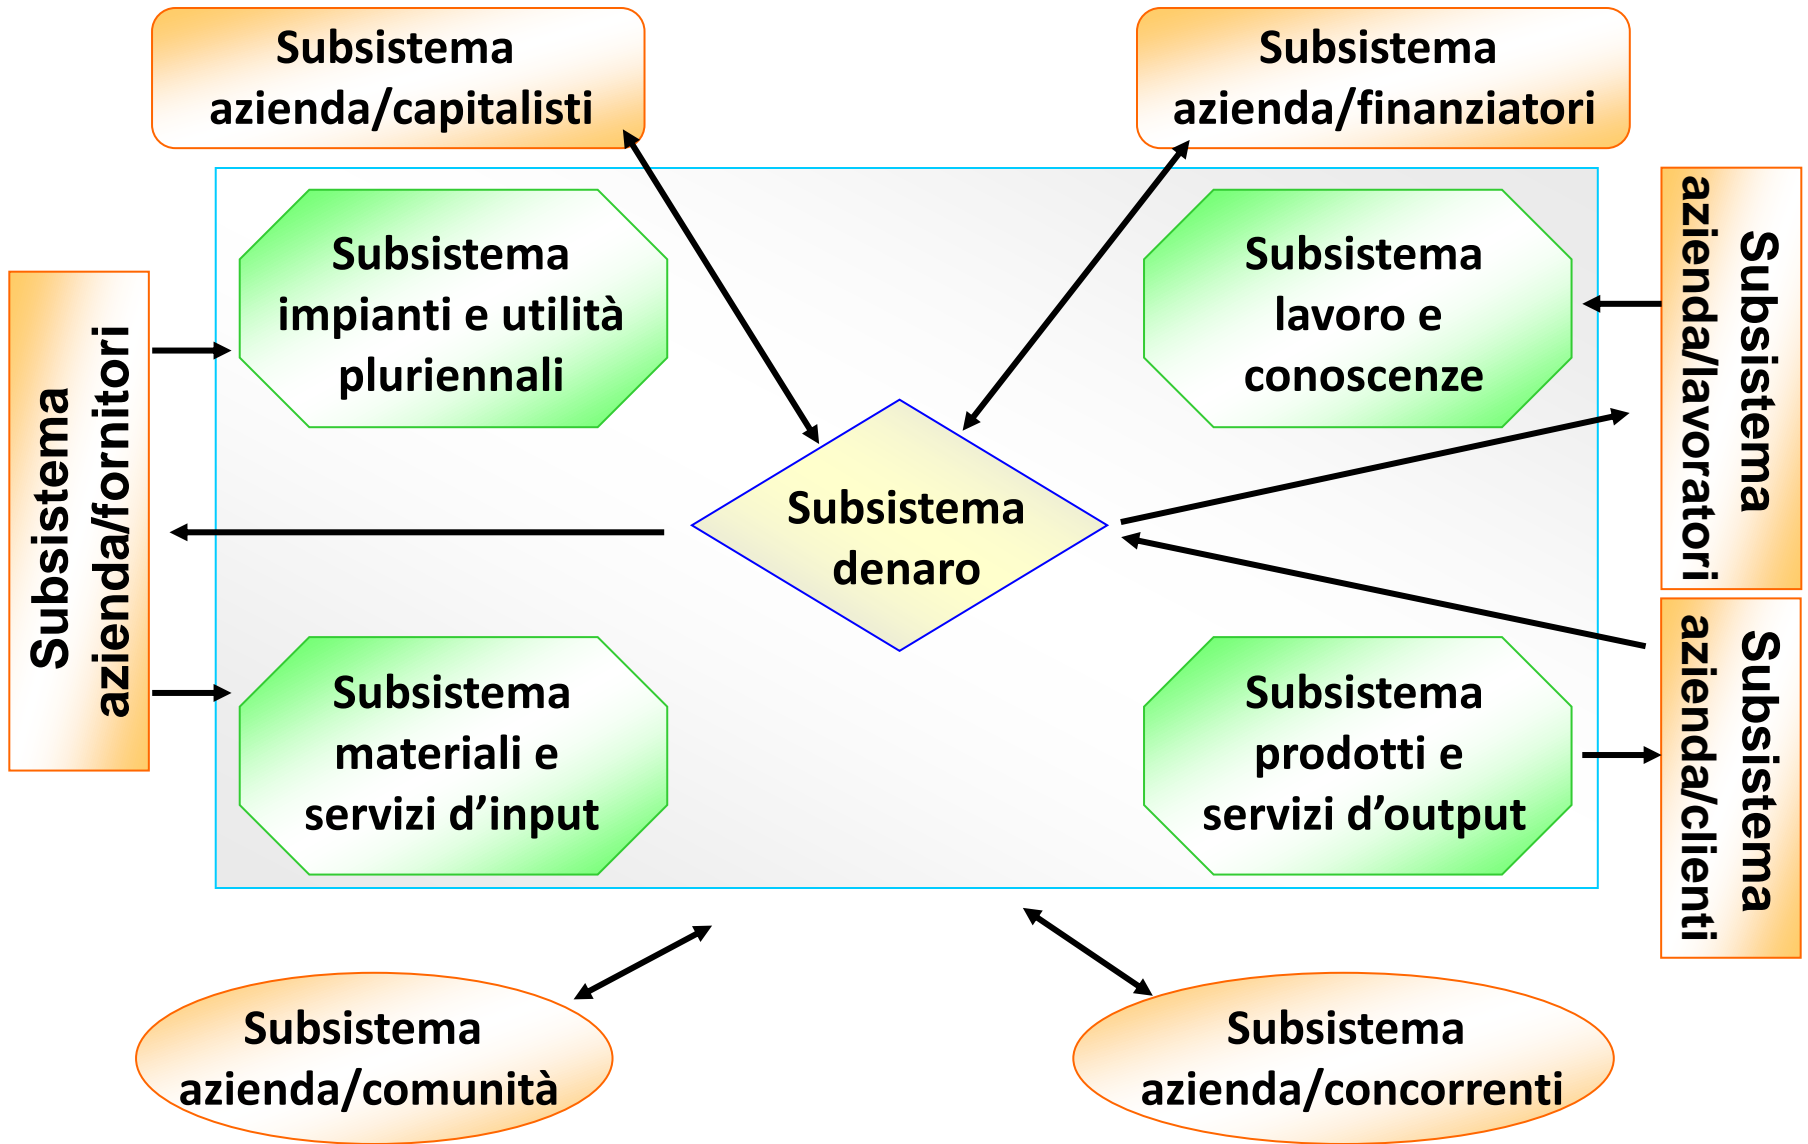 Subsistema
azienda/capitalisti
Subsistema
azienda/finanziatori
Subsistema
impianti e utilità
pluriennali
Subsistema
lavoro e
conoscenze
Subsistema
azienda/lavoratori
Subsistema
azienda/fornitori
Subsistema
denaro
Subsistema
materiali e
servizi d’input
Subsistema
prodotti e
servizi d’output
Subsistema
azienda/clienti
Subsistema
azienda/comunità
Subsistema
azienda/concorrenti